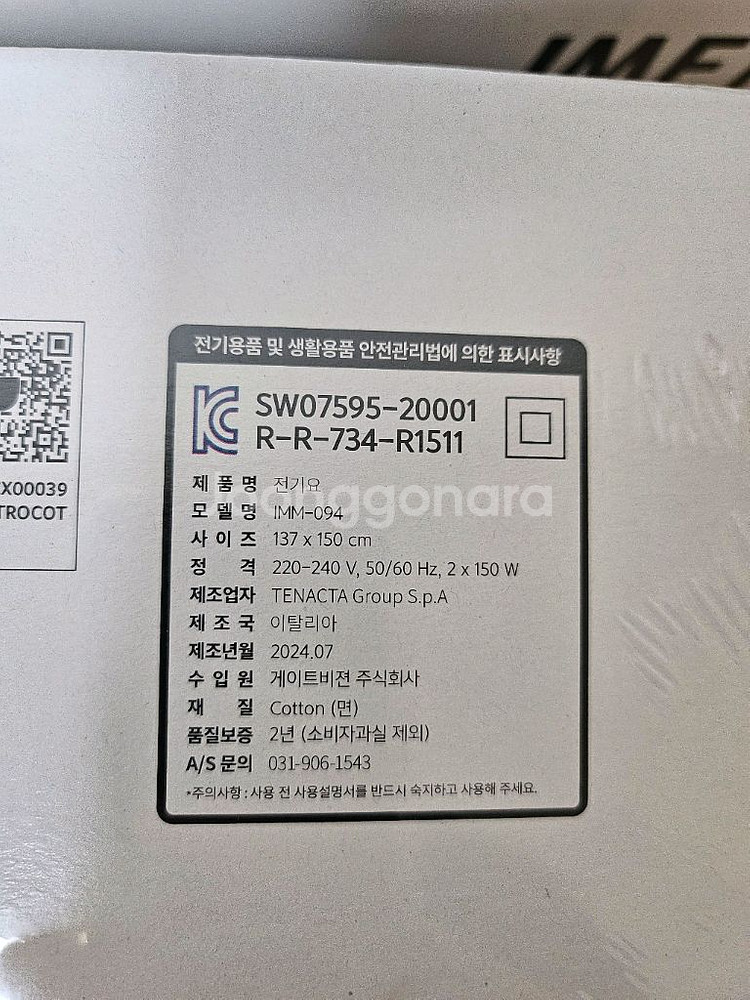 IMET
전기용품 및 생활용품 안전관리법에 의한 표시사항
SW07595-20001
R-R-734-R1511
X00039
TROCOT
제 품 명 전기요
모 델 명 IMM-094
사 이 즈 137 x 150 cm
정 격 220-240 V, 50/60 Hz, 2 x 150 W
제조업자 TENACTA Group S.p.A
제 조 국 이탈리아
제조년월 2024.07
수 입 원 게이트비젼 주식회사
재 질 Cotton (면)
품질보증 2년 (소비자과실 제외)
A/S 문의 031-906-1543
*주의사항 : 사용 전 사용설명서를 반드시 숙지하고 사용해 주세요.
Joonggonara